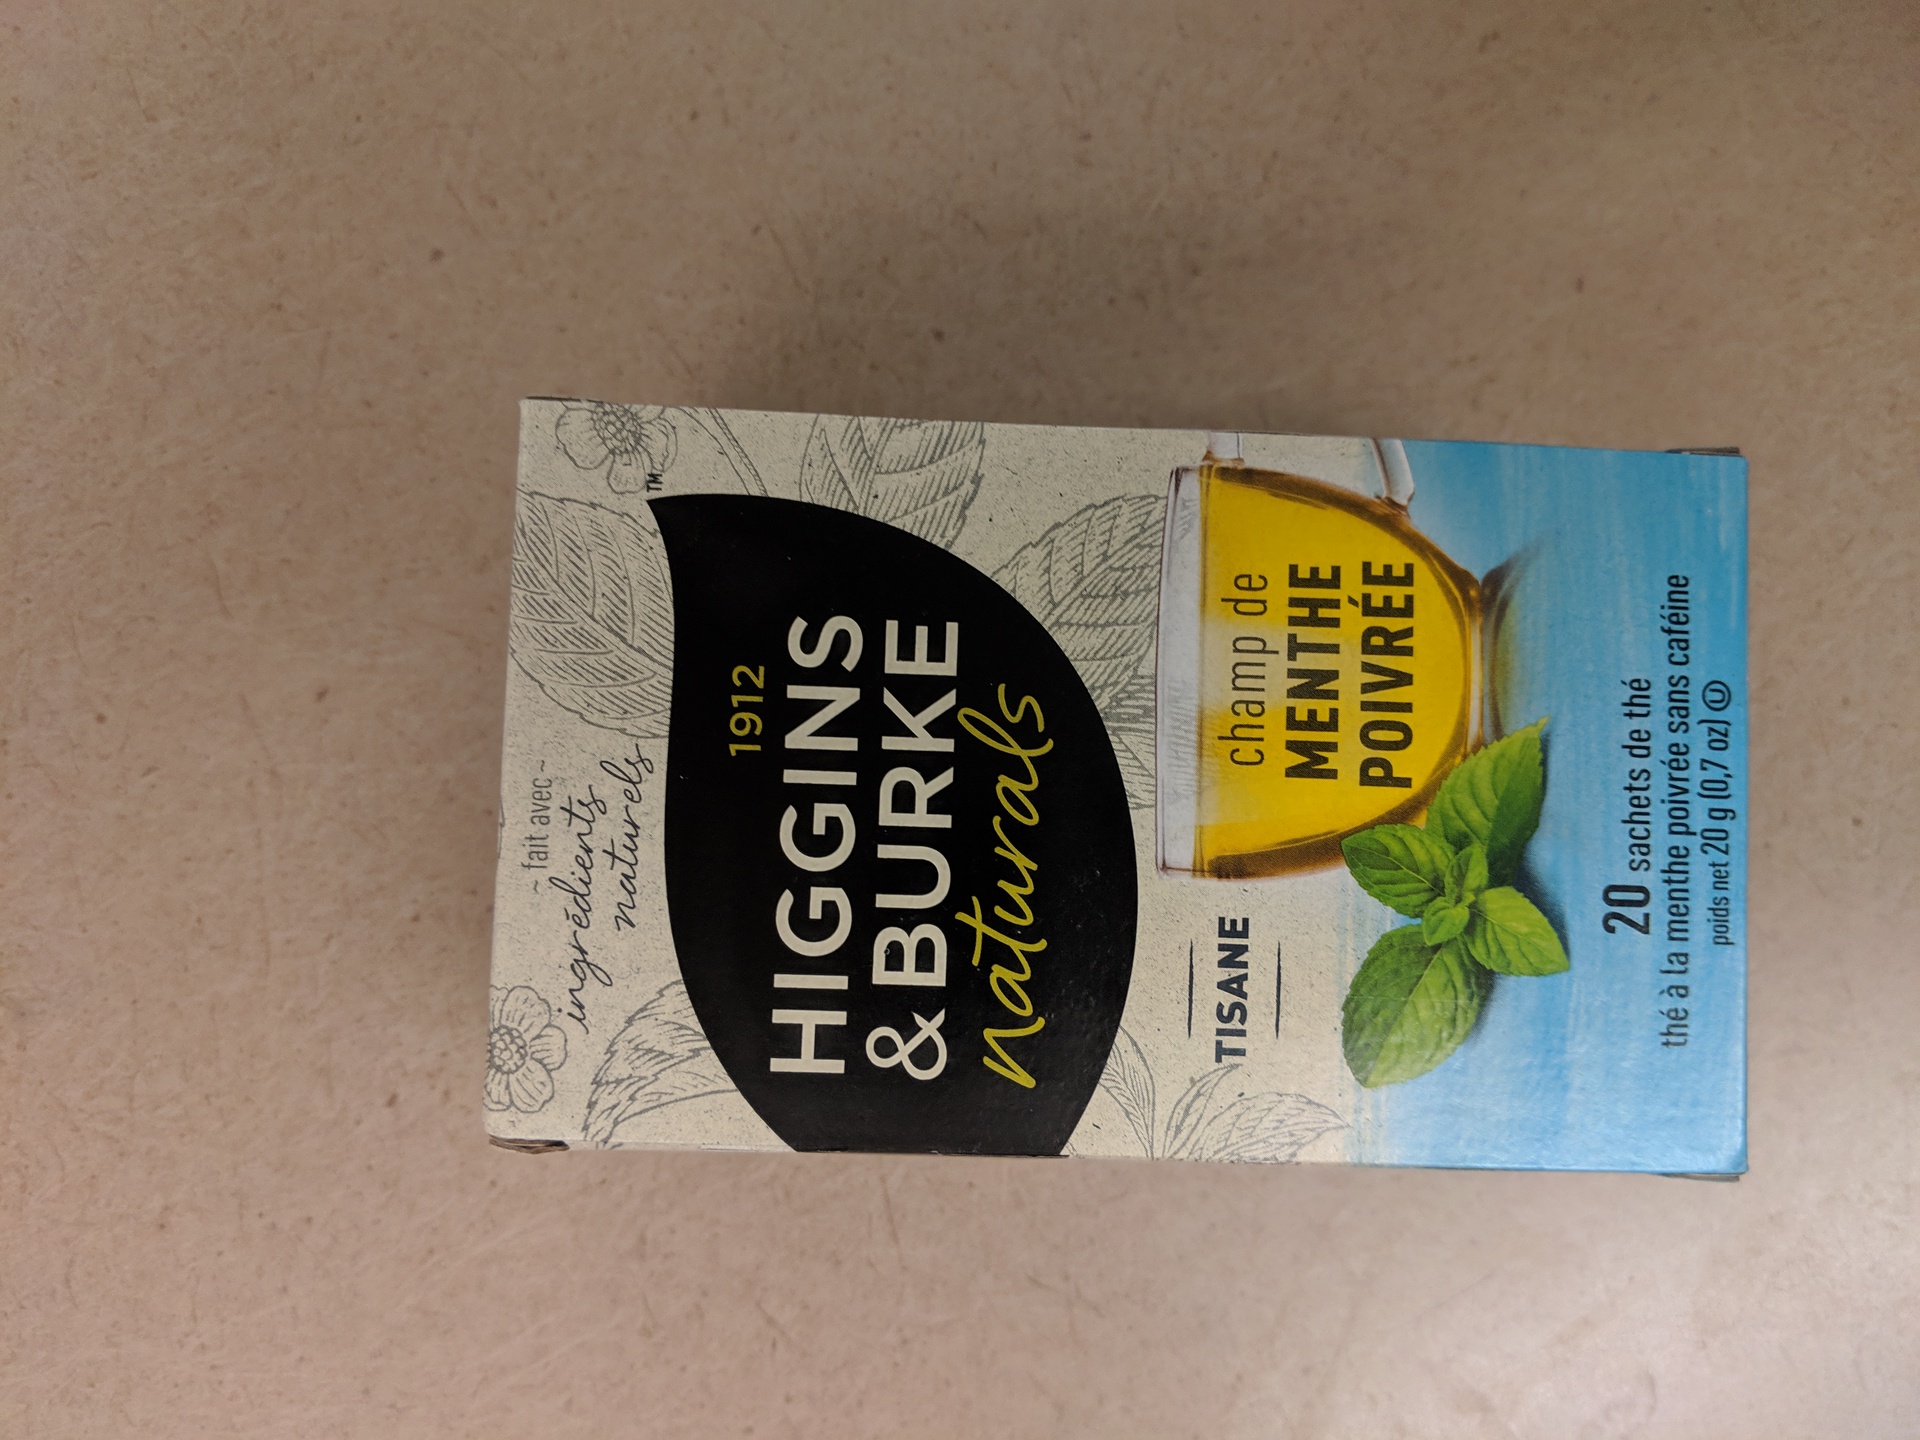 ~ fait avec ~
ingrédients
naturels
TM
1912
HIGGINS
& BURKE
naturals
TISANE
champ de
MENTHE
POIVRÉE
20 sachets de thé
thé à la menthe poivrée sans caféine
poids net 20 g (0,7 oz) U